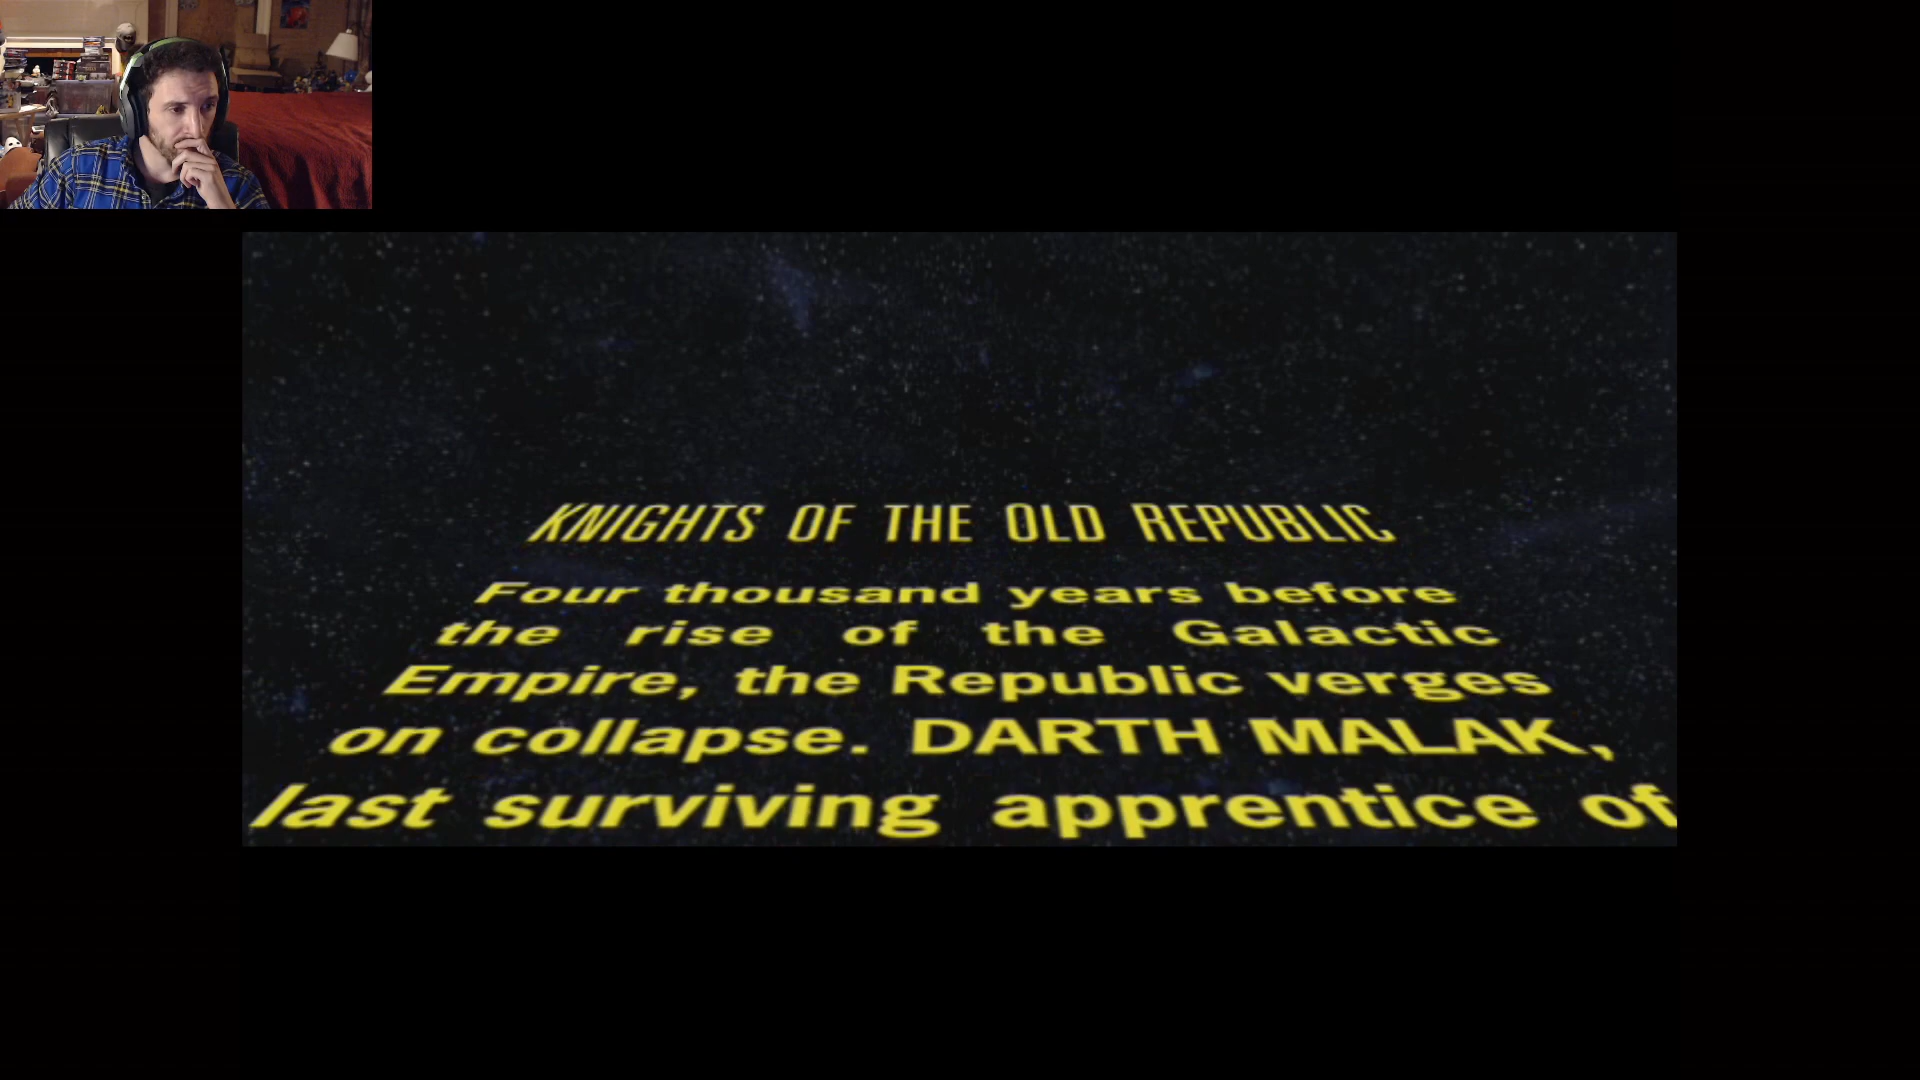 KNIGHTS OF THE OLD REPUBLIC
Four thousand years before
the rise of the Galactic
Empire, the Republic verges
on collapse. DARTH MALAK,
last surviving apprentice of